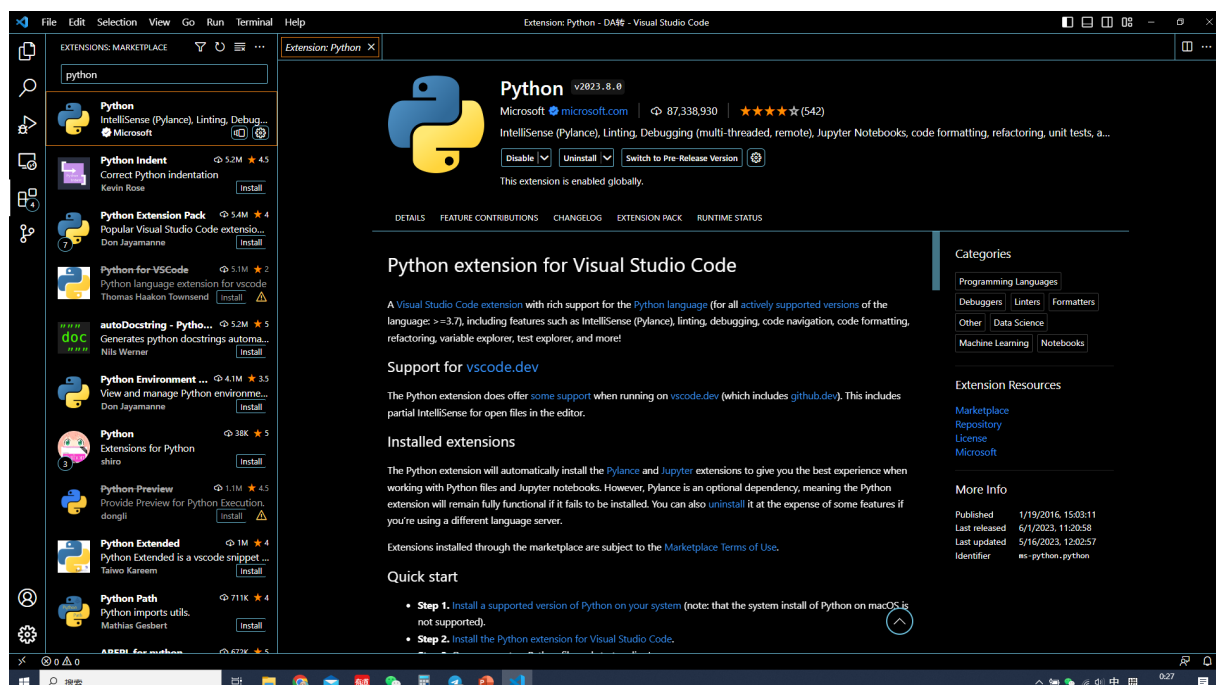 File Edit Selection View Go Run Terminal Help
Extension: Python - DA转 - Visual Studio Code
EXTENSIONS: MARKETPLACE
python
Python
IntelliSense (Pylance), Linting, Debug...
Microsoft
Python Indent 5.2M ★ 4.5
Correct Python indentation
Kevin Rose Install
Python Extension Pack 5.4M ★ 4
Popular Visual Studio Code extensio...
7 Don Jayamanne Install
Python for VSCode 5.1M ★ 2
Python language extension for vscode
Thomas Haakon Townsend Install
""" doc """
autoDocstring - Pytho... 5.2M ★ 5
Generates python docstrings automa...
Nils Werner Install
Python Environment ... 4.1M ★ 3.5
View and manage Python environme...
Don Jayamanne Install
Python 38K ★ 5
Extensions for Python
3 shiro Install
Python Preview 1.1M ★ 4.5
Provide Preview for Python Execution.
dongli Install
Python Extended 1M ★ 4
Python Extended is a vscode snippet ...
Taiwo Kareem Install
Python Path 711K ★ 4
Python imports utils.
Mathias Gesbert Install
AREPL for python 672K ★ 5
4
Extension: Python
Python v2023.8.0
Microsoft microsoft.com 87,338,930 ★★★★☆ (542)
IntelliSense (Pylance), Linting, Debugging (multi-threaded, remote), Jupyter Notebooks, code formatting, refactoring, unit tests, a...
Disable Uninstall Switch to Pre-Release Version
This extension is enabled globally.
DETAILS FEATURE CONTRIBUTIONS CHANGELOG EXTENSION PACK RUNTIME STATUS
Python extension for Visual Studio Code
A Visual Studio Code extension with rich support for the Python language (for all actively supported versions of the
language: >=3.7), including features such as IntelliSense (Pylance), linting, debugging, code navigation, code formatting,
refactoring, variable explorer, test explorer, and more!
Support for vscode.dev
The Python extension does offer some support when running on vscode.dev (which includes github.dev). This includes
partial IntelliSense for open files in the editor.
Installed extensions
The Python extension will automatically install the Pylance and Jupyter extensions to give you the best experience when
working with Python files and Jupyter notebooks. However, Pylance is an optional dependency, meaning the Python
extension will remain fully functional if it fails to be installed. You can also uninstall it at the expense of some features if
you're using a different language server.
Extensions installed through the marketplace are subject to the Marketplace Terms of Use.
Quick start
• Step 1. Install a supported version of Python on your system (note: that the system install of Python on macOS is
not supported).
• Step 2. Install the Python extension for Visual Studio Code.
Categories
Programming Languages
Debuggers Linters Formatters
Other Data Science
Machine Learning Notebooks
Extension Resources
Marketplace
Repository
License
Microsoft
More Info
Published 1/19/2016, 15:03:11
Last released 6/1/2023, 11:20:58
Last updated 5/16/2023, 12:02:57
Identifier ms-python.python
0 0
搜索
中 0:27